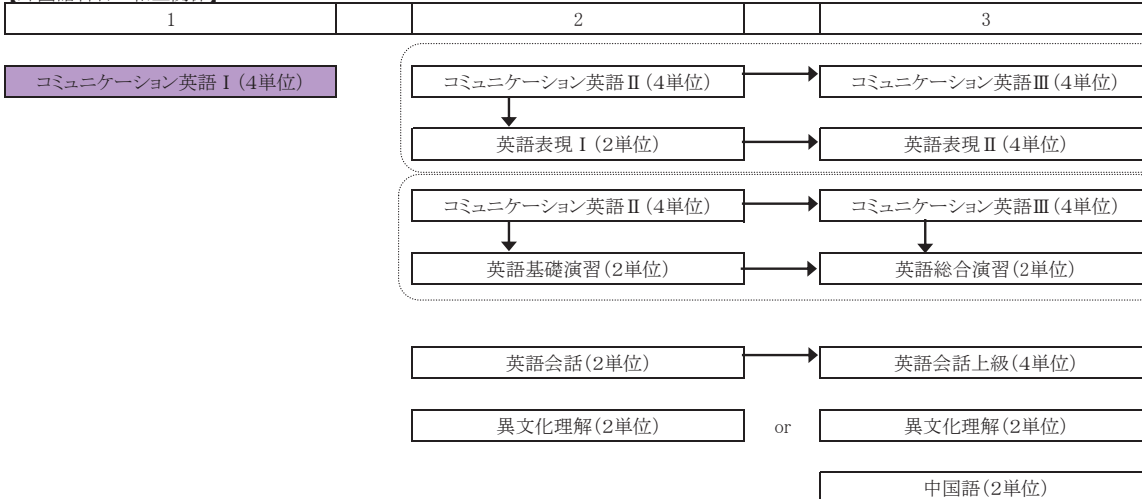 1 2 3
コミュニケーション英語Ⅰ(4単位) コミュニケーション英語Ⅱ(4単位) コミュニケーション英語Ⅲ(4単位)
英語表現Ⅰ(2単位) 英語表現Ⅱ(4単位)
コミュニケーション英語Ⅱ(4単位) コミュニケーション英語Ⅲ(4単位)
英語基礎演習(2単位) 英語総合演習(2単位)
英語会話(2単位) 英語会話上級(4単位)
異文化理解(2単位) or 異文化理解(2単位)
中国語(2単位)